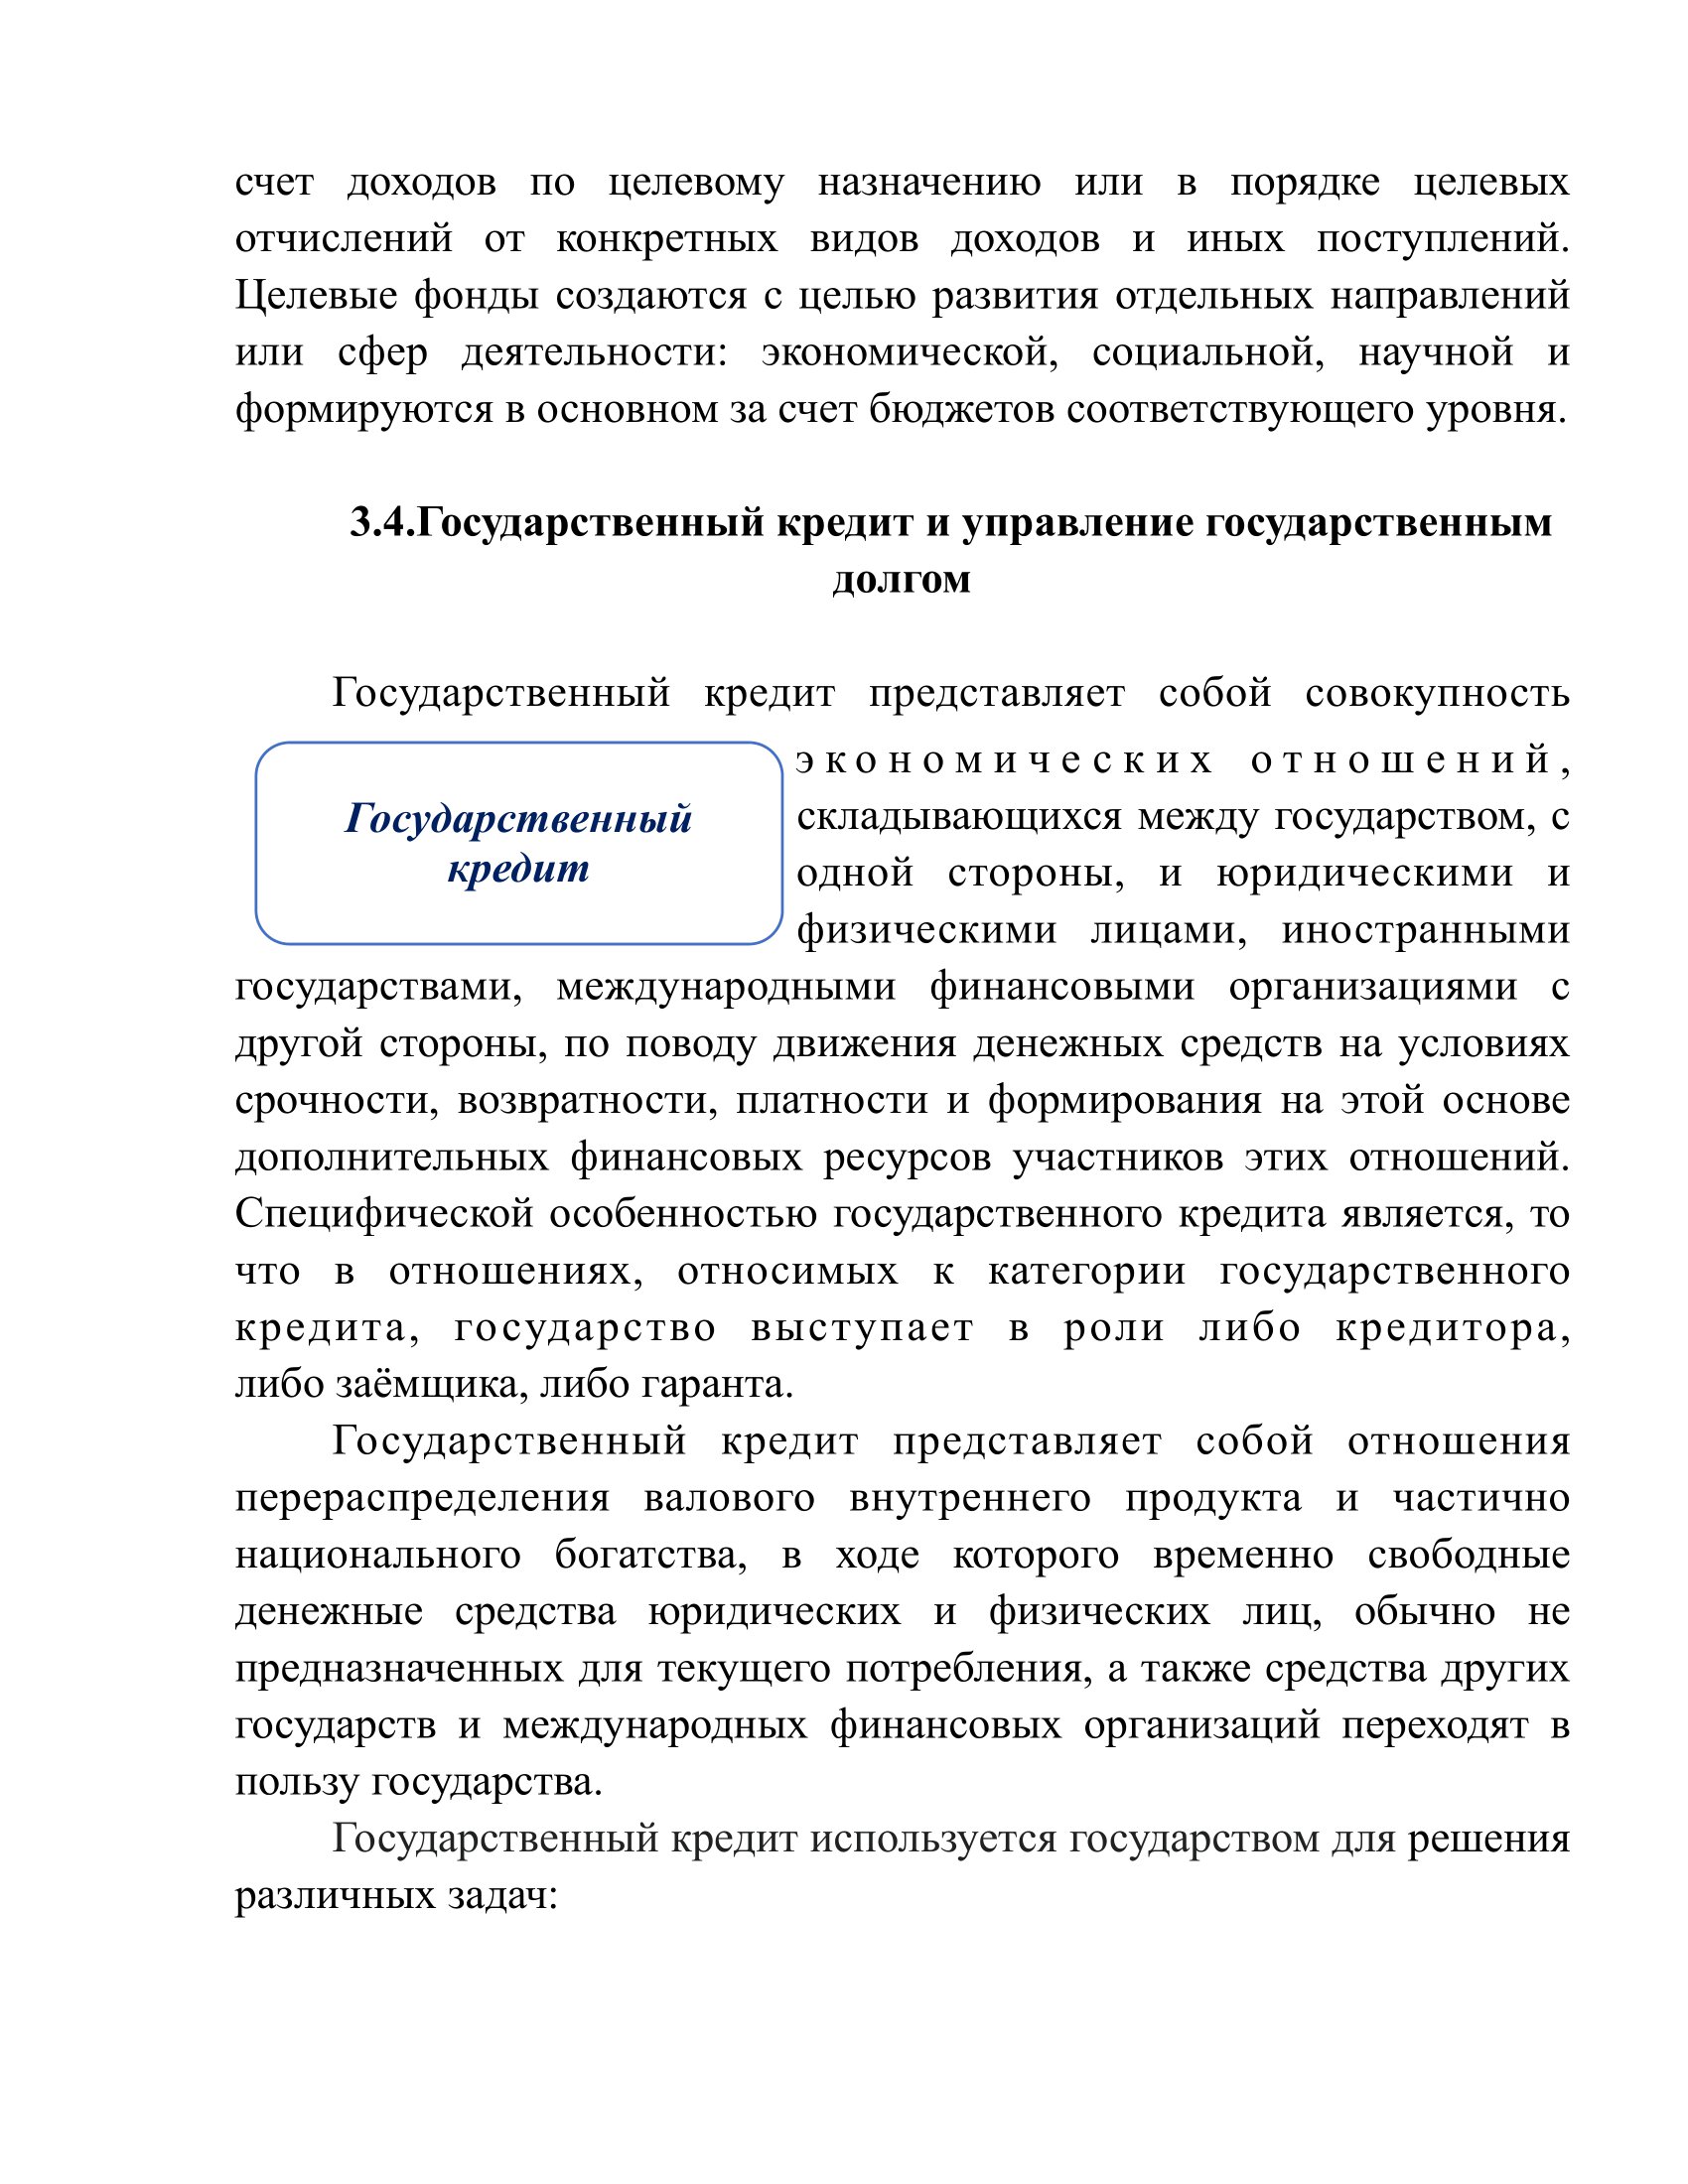 счет доходов по целевому назначению или в порядке целевых
отчислений от конкретных видов доходов и иных поступлений.
Целевые фонды создаются с целью развития отдельных направлений
или сфер деятельности: экономической, социальной, научной и
формируются в основном за счет бюджетов соответствующего уровня.
3.4.Государственный кредит и управление государственным
долгом
Государственный кредит представляет собой совокупность
Государственный
кредит
экономических отношений,
складывающихся между государством, с
одной стороны, и юридическими и
физическими лицами, иностранными
государствами, международными финансовыми организациями с
другой стороны, по поводу движения денежных средств на условиях
срочности, возвратности, платности и формирования на этой основе
дополнительных финансовых ресурсов участников этих отношений.
Специфической особенностью государственного кредита является, то
что в отношениях, относимых к категории государственного
кредита, государство выступает в роли либо кредитора,
либо заёмщика, либо гаранта.
Государственный кредит представляет собой отношения
перераспределения валового внутреннего продукта и частично
национального богатства, в ходе которого временно свободные
денежные средства юридических и физических лиц, обычно не
предназначенных для текущего потребления, а также средства других
государств и международных финансовых организаций переходят в
пользу государства.
Государственный кредит используется государством для решения
различных задач: